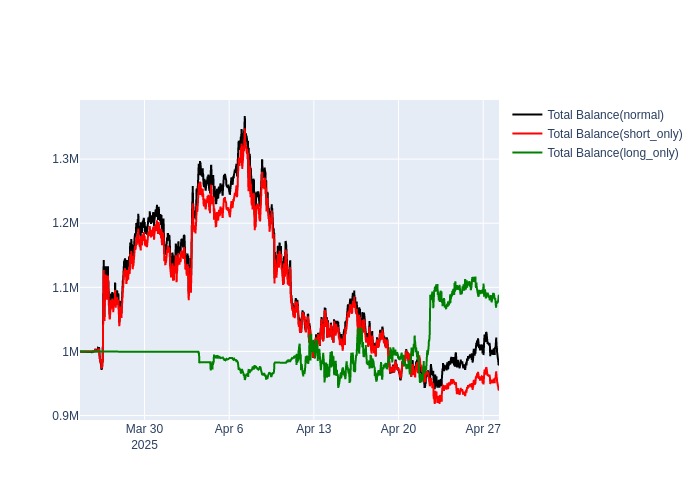 Total Balance(normal)
Total Balance(short_only)
Total Balance(long_only)
1.3M
1.2M
1.1M
1M
0.9M
Mar 30
2025
Apr 6
Apr 13
Apr 20
Apr 27